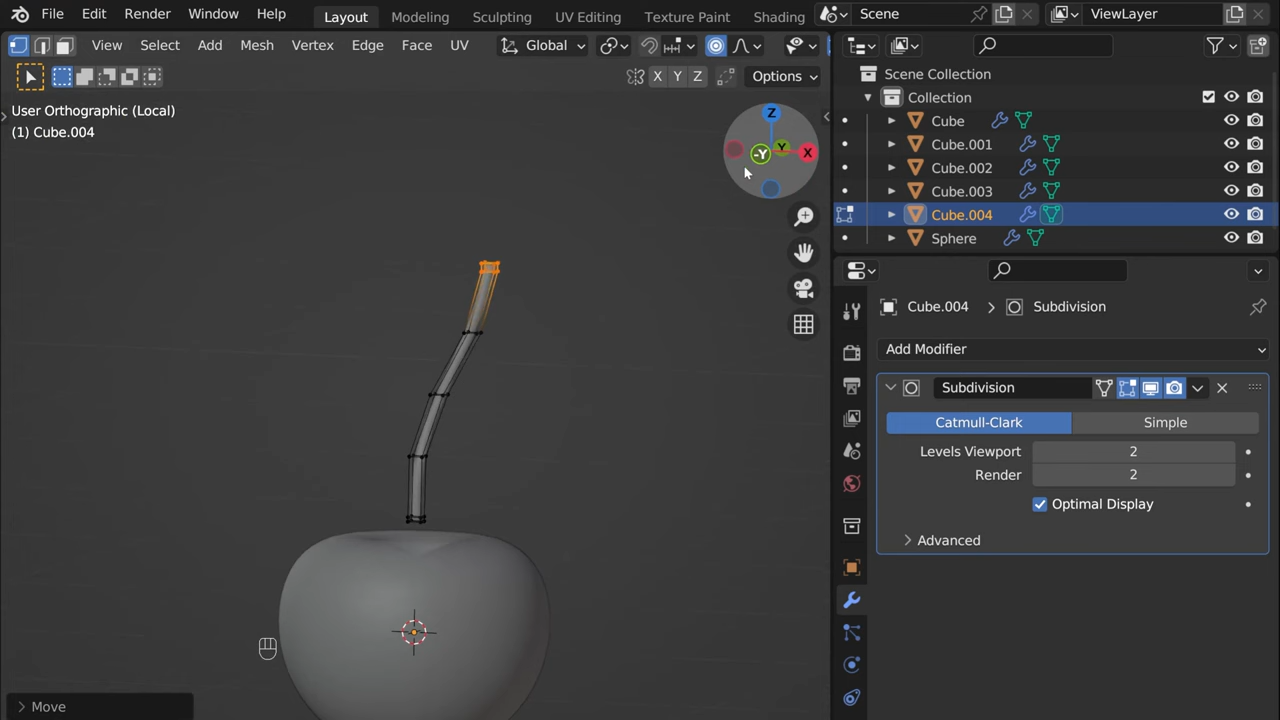 File Edit Render Window Help Layout Modeling Sculpting UV Editing Texture Paint Shading Scene ViewLayer
View Select Add Mesh Vertex Edge Face UV Global
X Y Z Options
User Orthographic (Local)
(1) Cube.004
Z
-Y Y X
Scene Collection
Collection
Cube
Cube.001
Cube.002
Cube.003
Cube.004
Sphere
Cube.004 Subdivision
Add Modifier
Subdivision
Catmull-Clark Simple
Levels Viewport 2
Render 2
Optimal Display
Advanced
Move